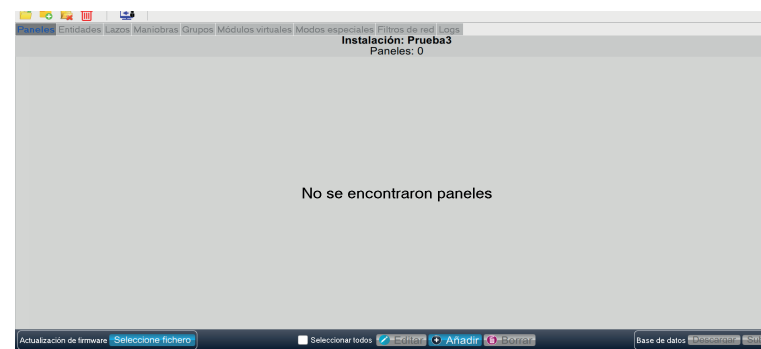 Paneles Entidades Lazos Maniobras Grupos Módulos virtuales Modos especiales Filtros de red Logs
Instalación: Prueba3
Paneles: 0
No se encontraron paneles
Actualización de firmware Seleccione fichero Seleccionar todos Editar Añadir Borrar Base de datos Descargar